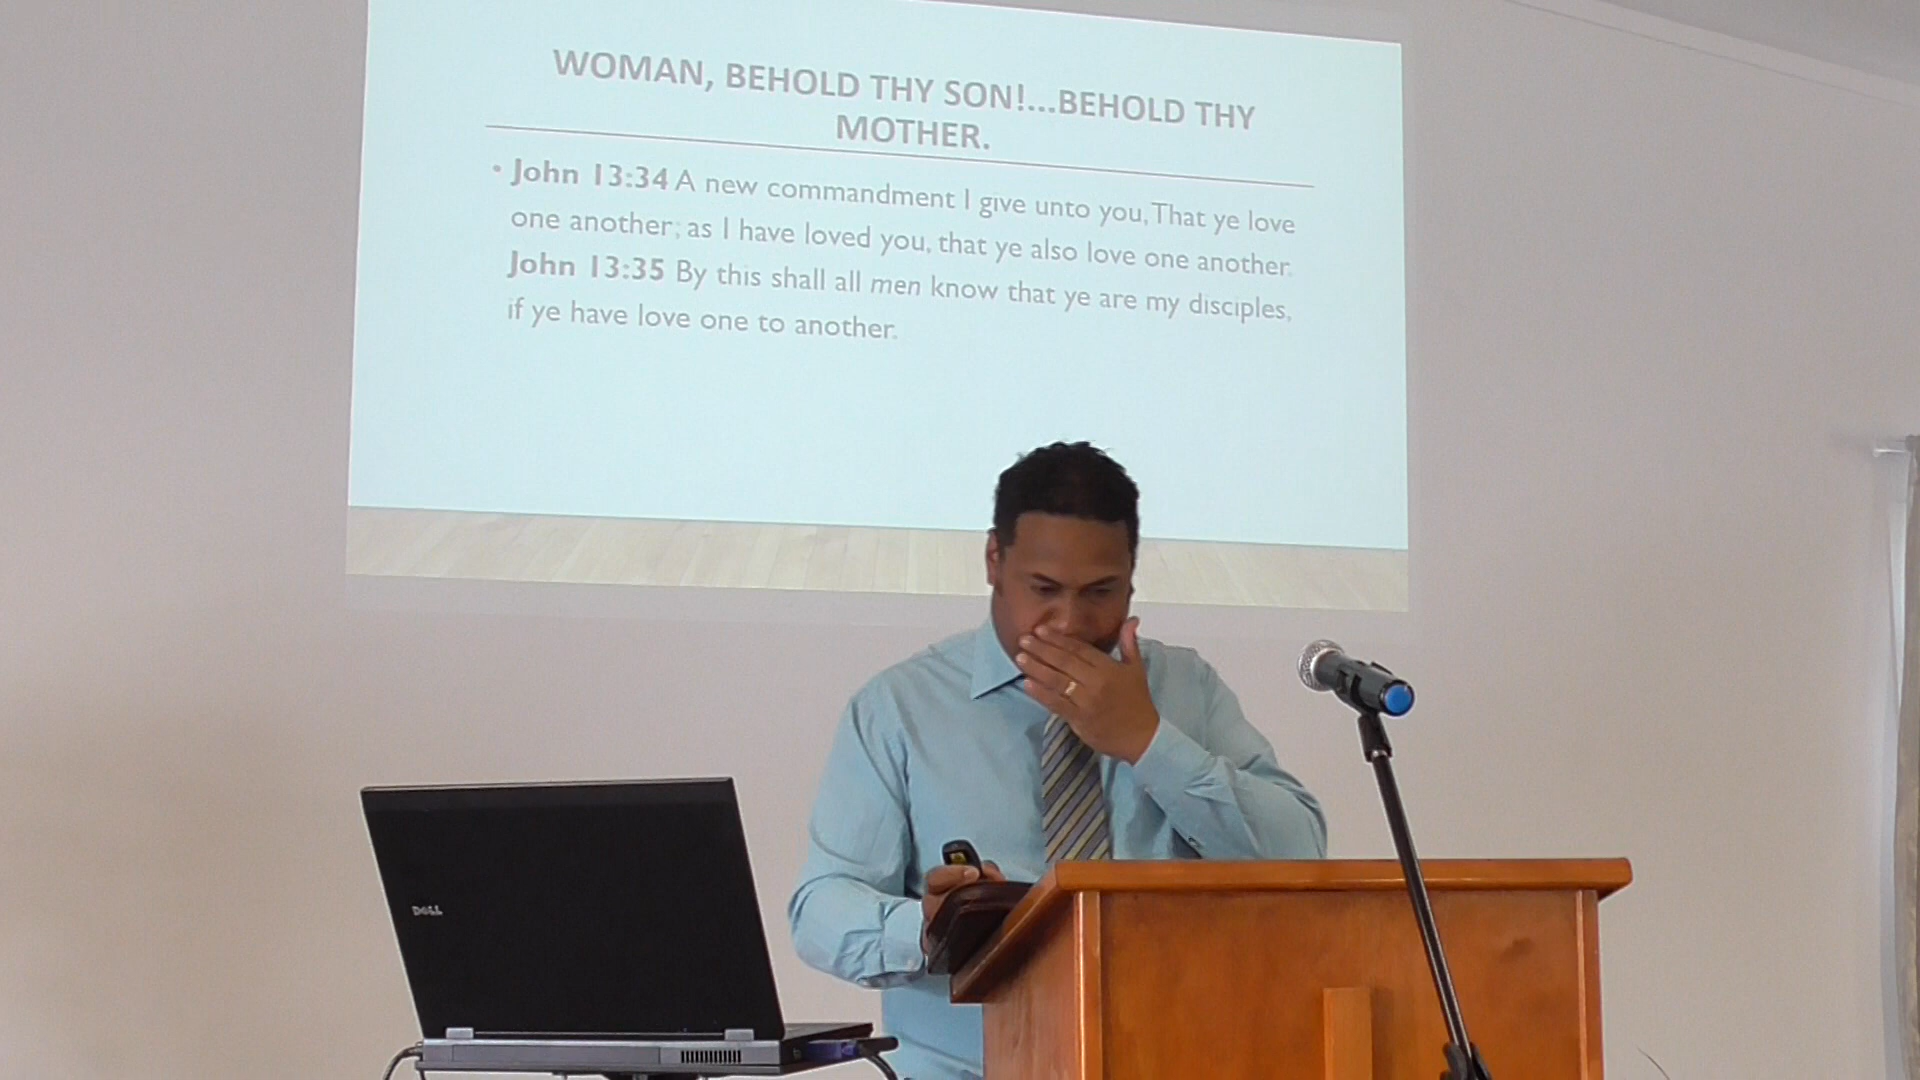 WOMAN, BEHOLD THY SON!...BEHOLD THY
MOTHER.
• John 13:34 A new commandment I give unto you, That ye love
one another; as I have loved you, that ye also love one another.
John 13:35 By this shall all men know that ye are my disciples,
if ye have love one to another.
DELL